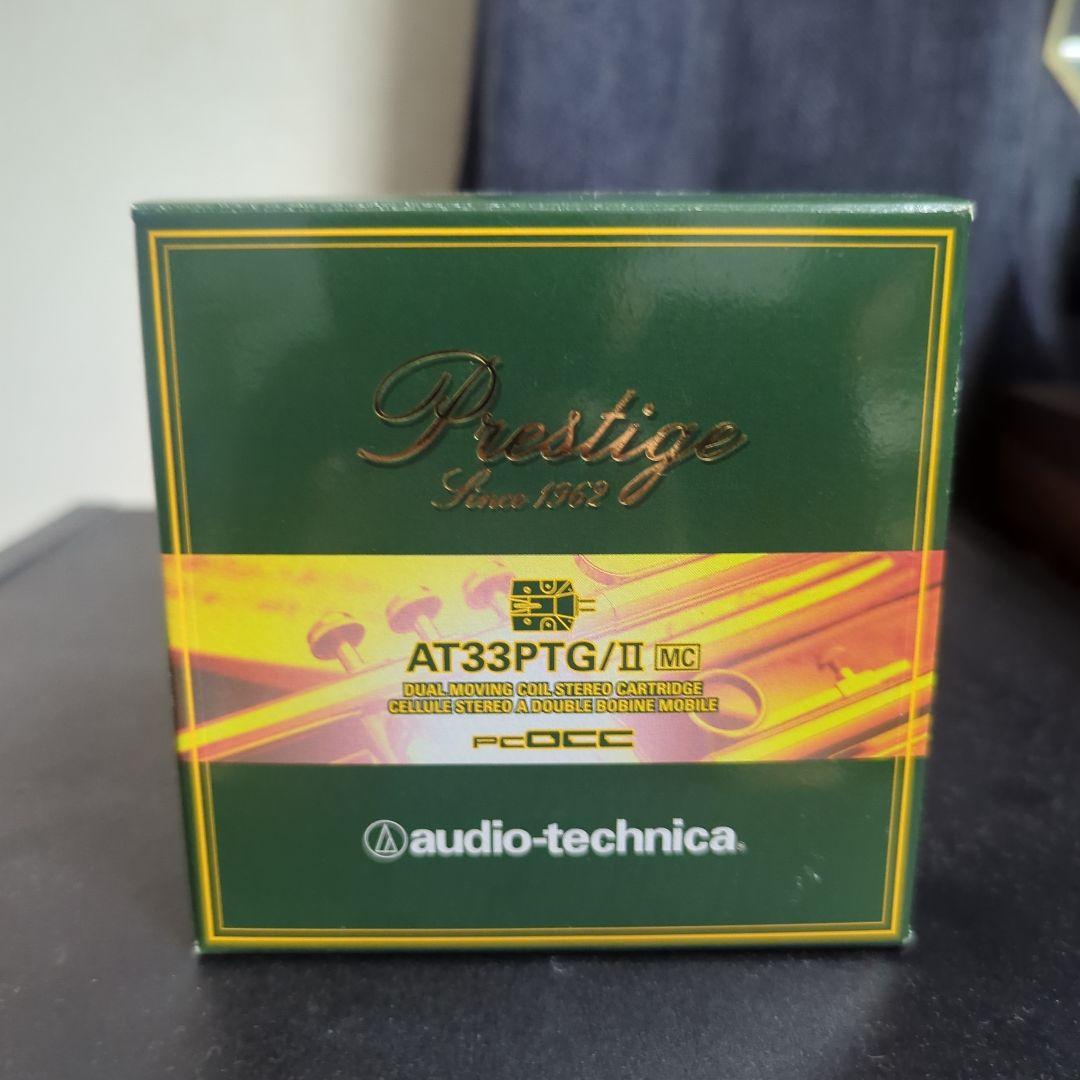 Prestige
Since 1962
AT33PTG/II MC
DUAL MOVING COIL STEREO CARTRIDGE
CELLULE STEREO A DOUBLE BOBINE MOBILE
PCOCC
audio-technica